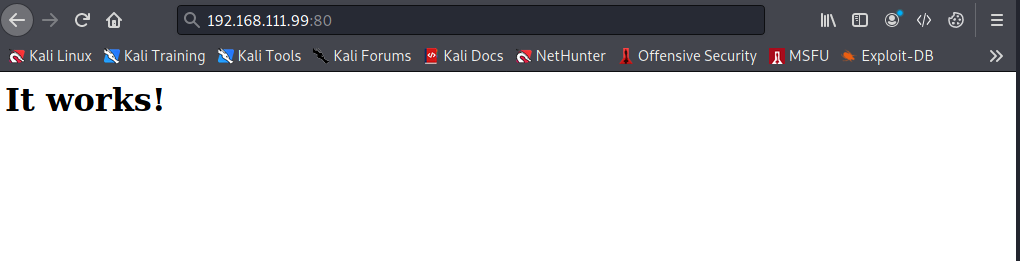 192.168.111.99:80
Kali Linux Kali Training Kali Tools Kali Forums Kali Docs NetHunter Offensive Security MSFU Exploit-DB
It works!